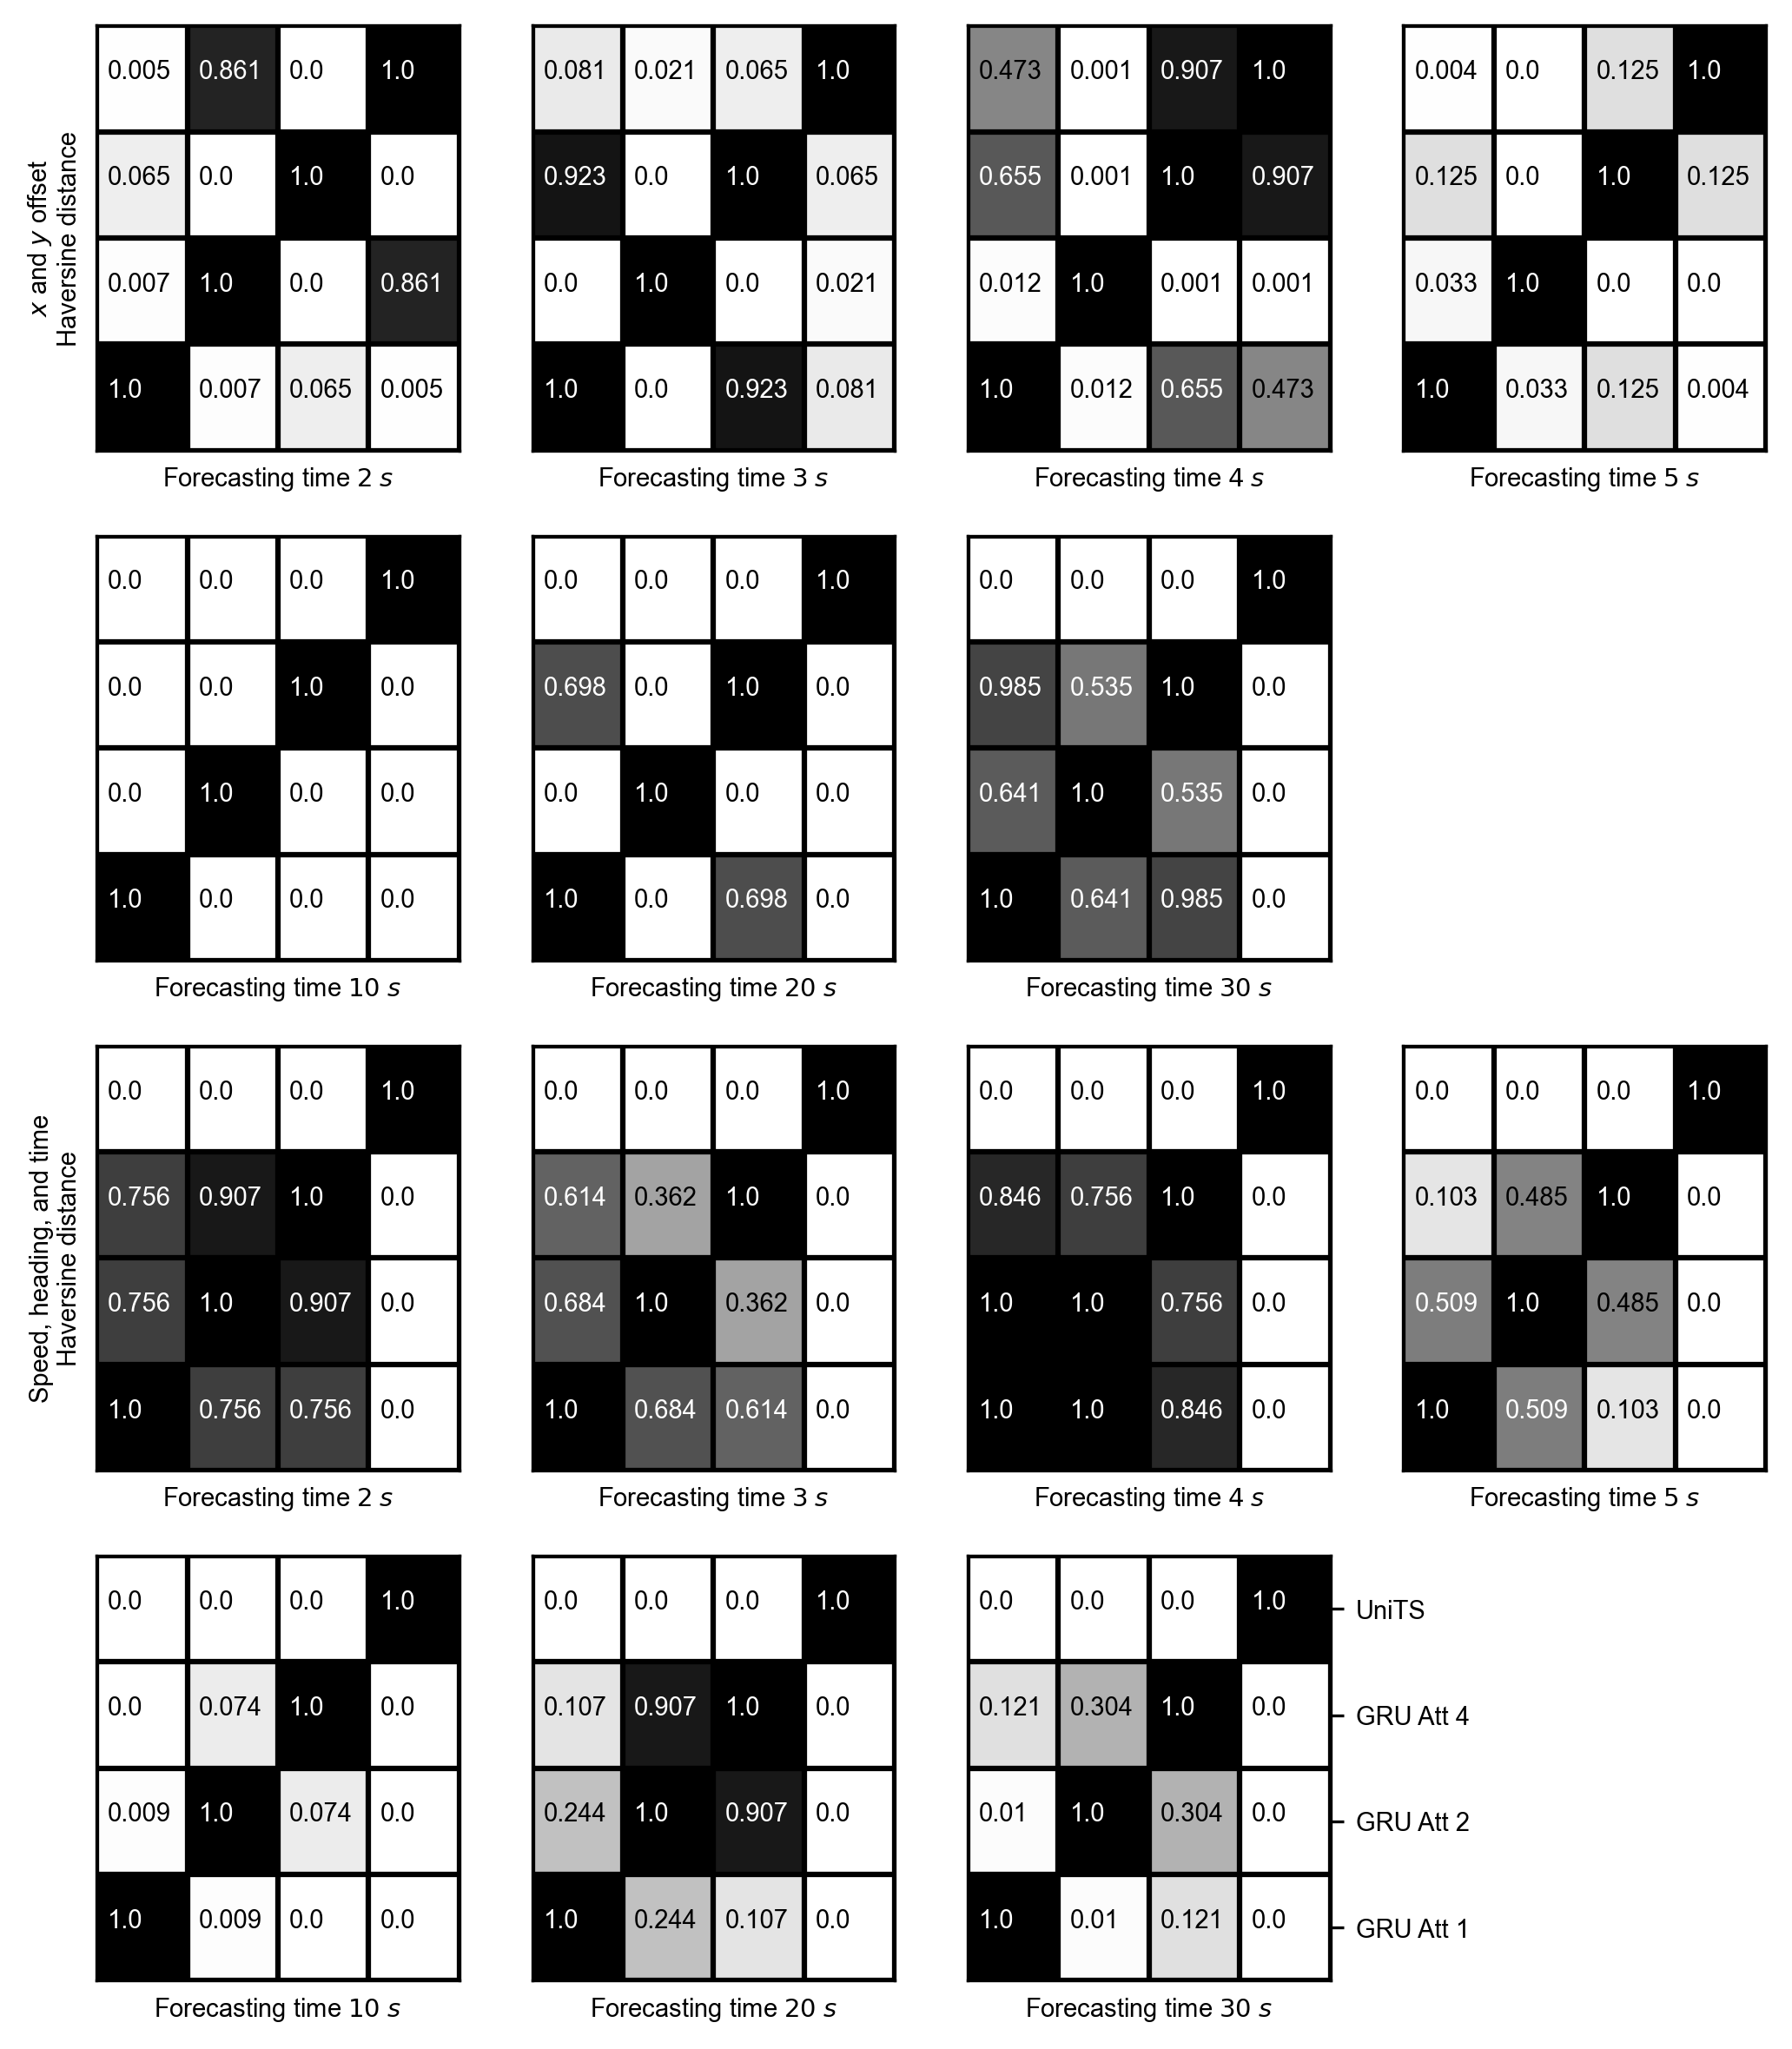 x and y offset
Haversine distance
0.005 0.861 0.0 1.0
0.065 0.0 1.0 0.0
0.007 1.0 0.0 0.861
1.0 0.007 0.065 0.005
Forecasting time 2 s
0.081 0.021 0.065 1.0
0.923 0.0 1.0 0.065
0.0 1.0 0.0 0.021
1.0 0.0 0.923 0.081
Forecasting time 3 s
0.473 0.001 0.907 1.0
0.655 0.001 1.0 0.907
0.012 1.0 0.001 0.001
1.0 0.012 0.655 0.473
Forecasting time 4 s
0.004 0.0 0.125 1.0
0.125 0.0 1.0 0.125
0.033 1.0 0.0 0.0
1.0 0.033 0.125 0.004
Forecasting time 5 s
0.0 0.0 0.0 1.0
0.0 0.0 1.0 0.0
0.0 1.0 0.0 0.0
1.0 0.0 0.0 0.0
Forecasting time 10 s
0.0 0.0 0.0 1.0
0.698 0.0 1.0 0.0
0.0 1.0 0.0 0.0
1.0 0.0 0.698 0.0
Forecasting time 20 s
0.0 0.0 0.0 1.0
0.985 0.535 1.0 0.0
0.641 1.0 0.535 0.0
1.0 0.641 0.985 0.0
Forecasting time 30 s
Speed, heading, and time
Haversine distance
0.0 0.0 0.0 1.0
0.756 0.907 1.0 0.0
0.756 1.0 0.907 0.0
1.0 0.756 0.756 0.0
Forecasting time 2 s
0.0 0.0 0.0 1.0
0.614 0.362 1.0 0.0
0.684 1.0 0.362 0.0
1.0 0.684 0.614 0.0
Forecasting time 3 s
0.0 0.0 0.0 1.0
0.846 0.756 1.0 0.0
1.0 1.0 0.756 0.0
1.0 1.0 0.846 0.0
Forecasting time 4 s
0.0 0.0 0.0 1.0
0.103 0.485 1.0 0.0
0.509 1.0 0.485 0.0
1.0 0.509 0.103 0.0
Forecasting time 5 s
0.0 0.0 0.0 1.0
0.0 0.074 1.0 0.0
0.009 1.0 0.074 0.0
1.0 0.009 0.0 0.0
Forecasting time 10 s
0.0 0.0 0.0 1.0
0.107 0.907 1.0 0.0
0.244 1.0 0.907 0.0
1.0 0.244 0.107 0.0
Forecasting time 20 s
0.0 0.0 0.0 1.0 UniTS
0.121 0.304 1.0 0.0 GRU Att 4
0.01 1.0 0.304 0.0 GRU Att 2
1.0 0.01 0.121 0.0 GRU Att 1
Forecasting time 30 s